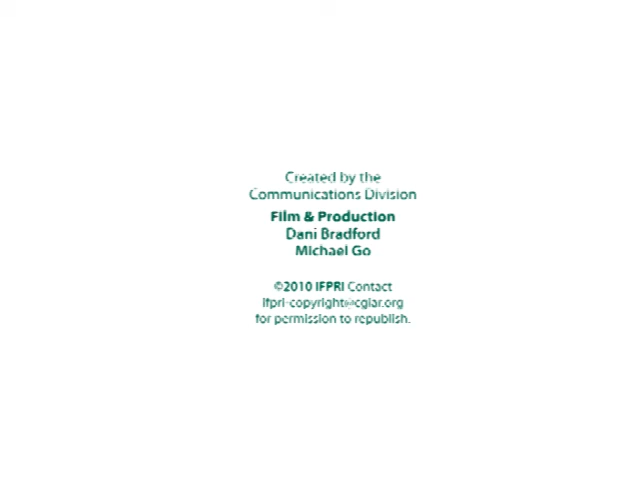 Created by the
Communications Division
Film & Production
Dani Bradford
Michael Go
©2010 IFPRI Contact
ifpri-copyright@cgiar.org
for permission to republish.